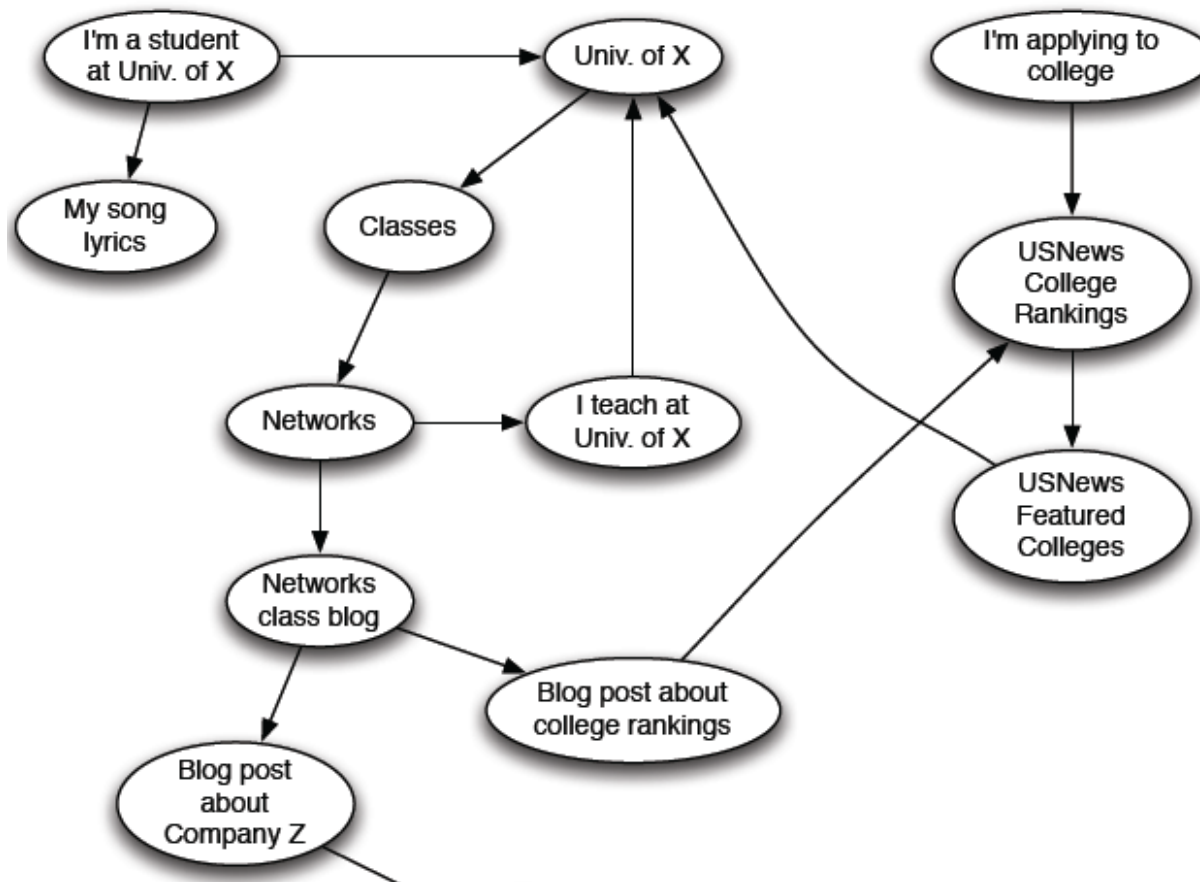 I'm a student
at Univ. of X
Univ. of X
I'm applying to
college
My song
lyrics
Classes
USNews
College
Rankings
Networks
I teach at
Univ. of X
USNews
Featured
Colleges
Networks
class blog
Blog post about
college rankings
Blog post
about
Company Z